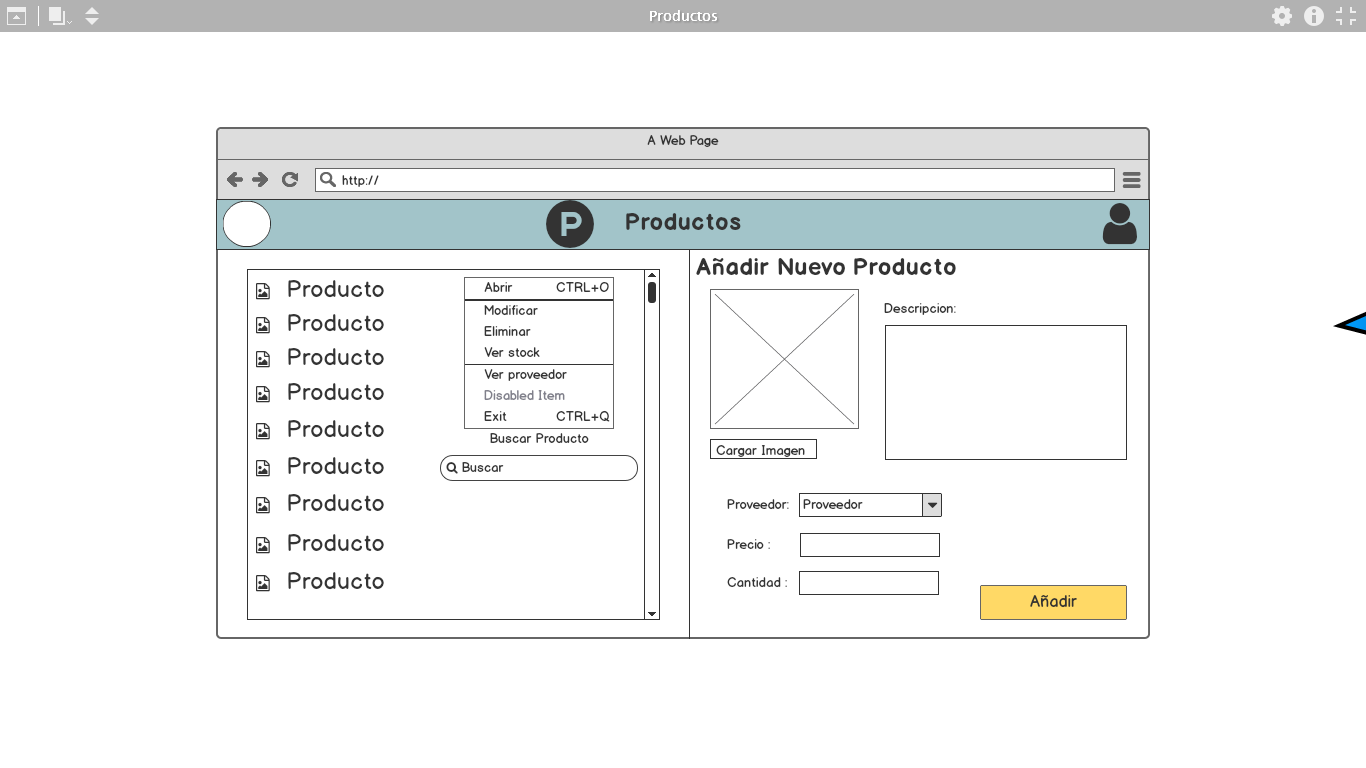 Productos
A Web Page
http://
P Productos
Producto
Producto
Producto
Producto
Producto
Producto
Producto
Producto
Producto
Abrir CTRL+O
Modificar
Eliminar
Ver stock
Ver proveedor
Disabled Item
Exit CTRL+Q
Buscar Producto
Buscar
Añadir Nuevo Producto
Descripcion:
Cargar Imagen
Proveedor: Proveedor
Precio :
Cantidad :
Añadir